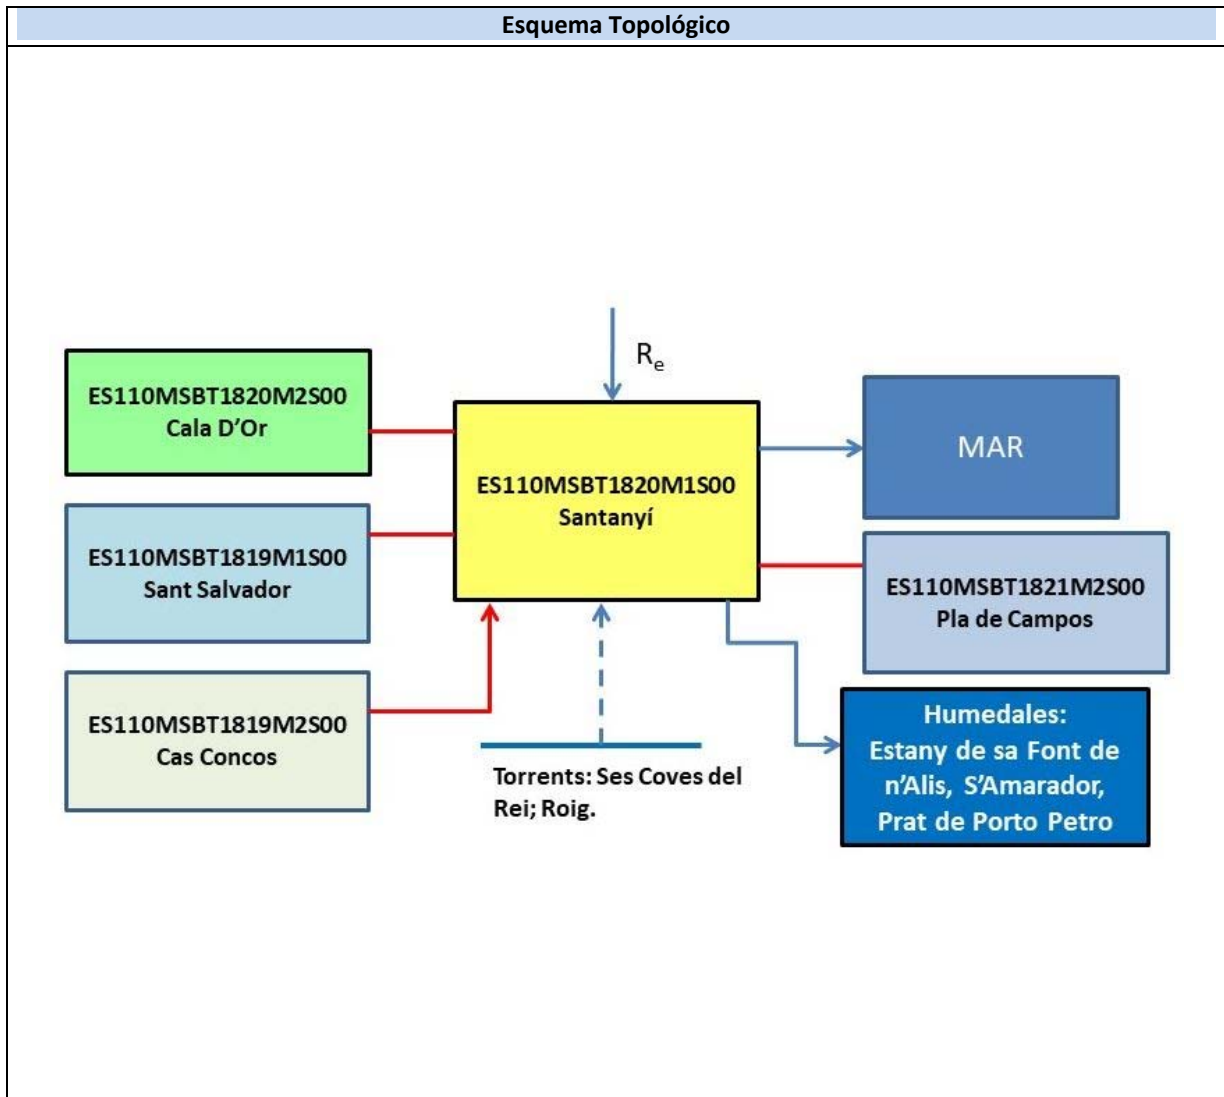 Esquema Topológico
R_e
ES110MSBT1820M2S00
Cala D’Or
MAR
ES110MSBT1820M1S00
Santanyí
ES110MSBT1819M1S00
Sant Salvador
ES110MSBT1821M2S00
Pla de Campos
ES110MSBT1819M2S00
Cas Concos
Humedales:
Estany de sa Font de
n’Alis, S’Amarador,
Prat de Porto Petro
Torrents: Ses Coves del
Rei; Roig.